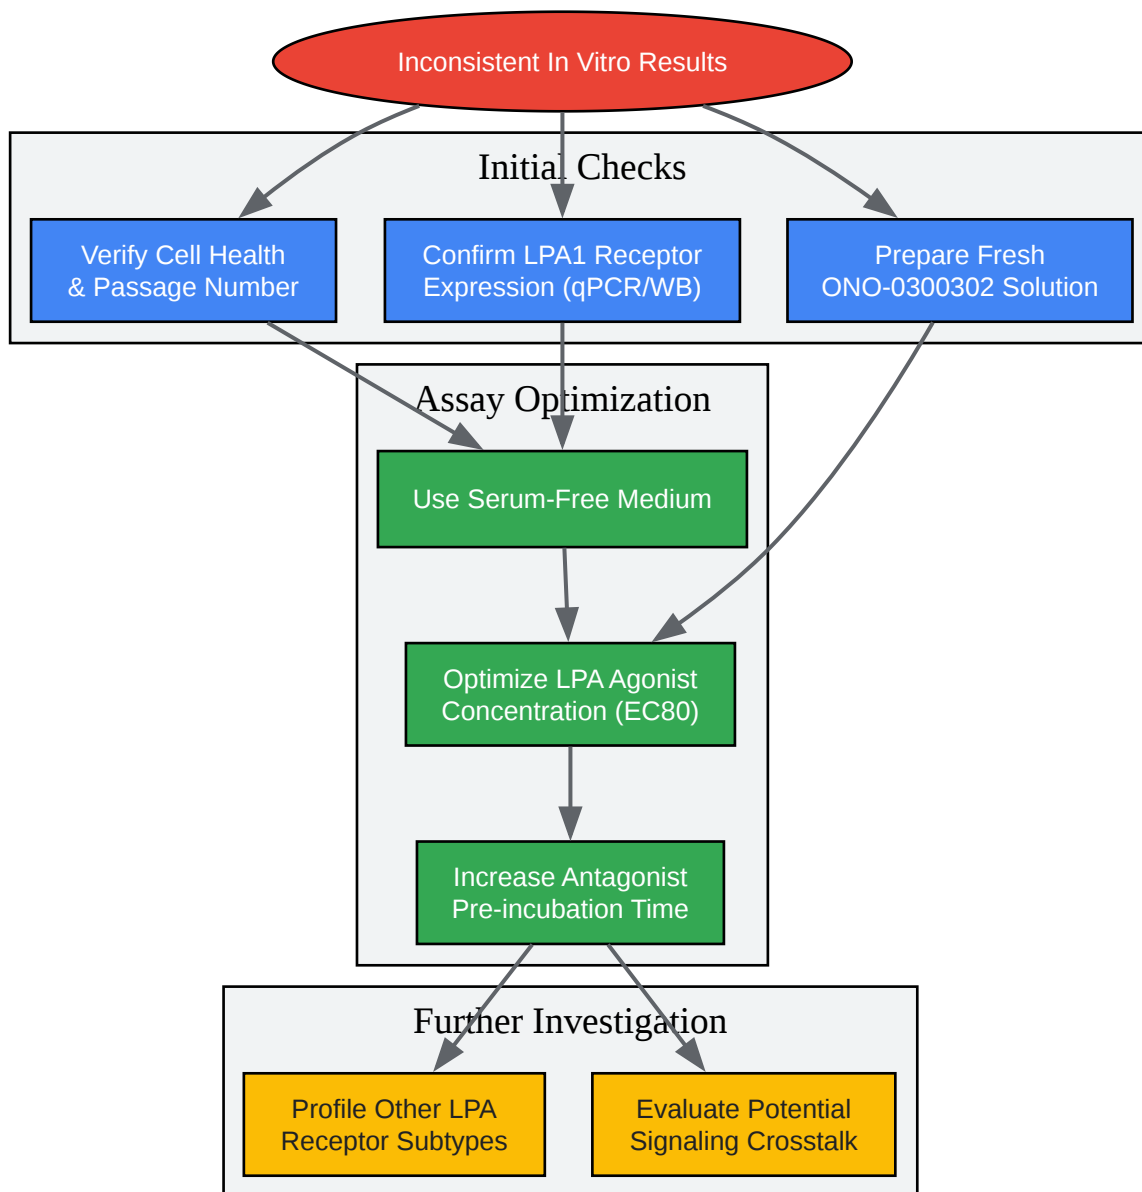 Inconsistent In Vitro Results
Initial Checks
Verify Cell Health
& Passage Number
Confirm LPA1 Receptor
Expression (qPCR/WB)
Prepare Fresh
ONO-0300302 Solution
Assay Optimization
Use Serum-Free Medium
Optimize LPA Agonist
Concentration (EC80)
Increase Antagonist
Pre-incubation Time
Further Investigation
Profile Other LPA
Receptor Subtypes
Evaluate Potential
Signaling Crosstalk